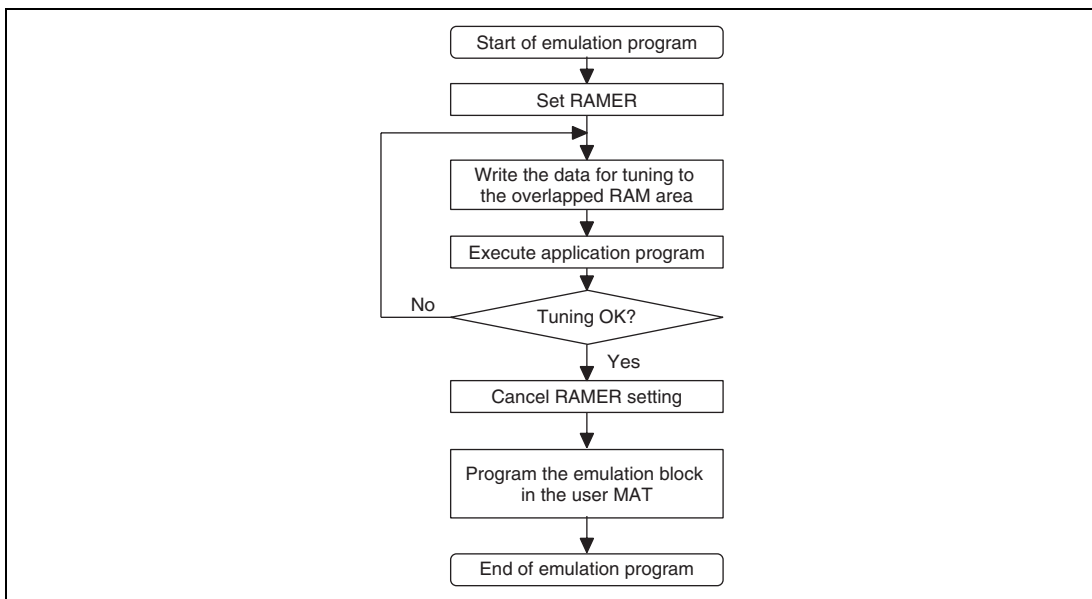 Start of emulation program
Set RAMER
Write the data for tuning to
the overlapped RAM area
Execute application program
No
Tuning OK?
Yes
Cancel RAMER setting
Program the emulation block
in the user MAT
End of emulation program